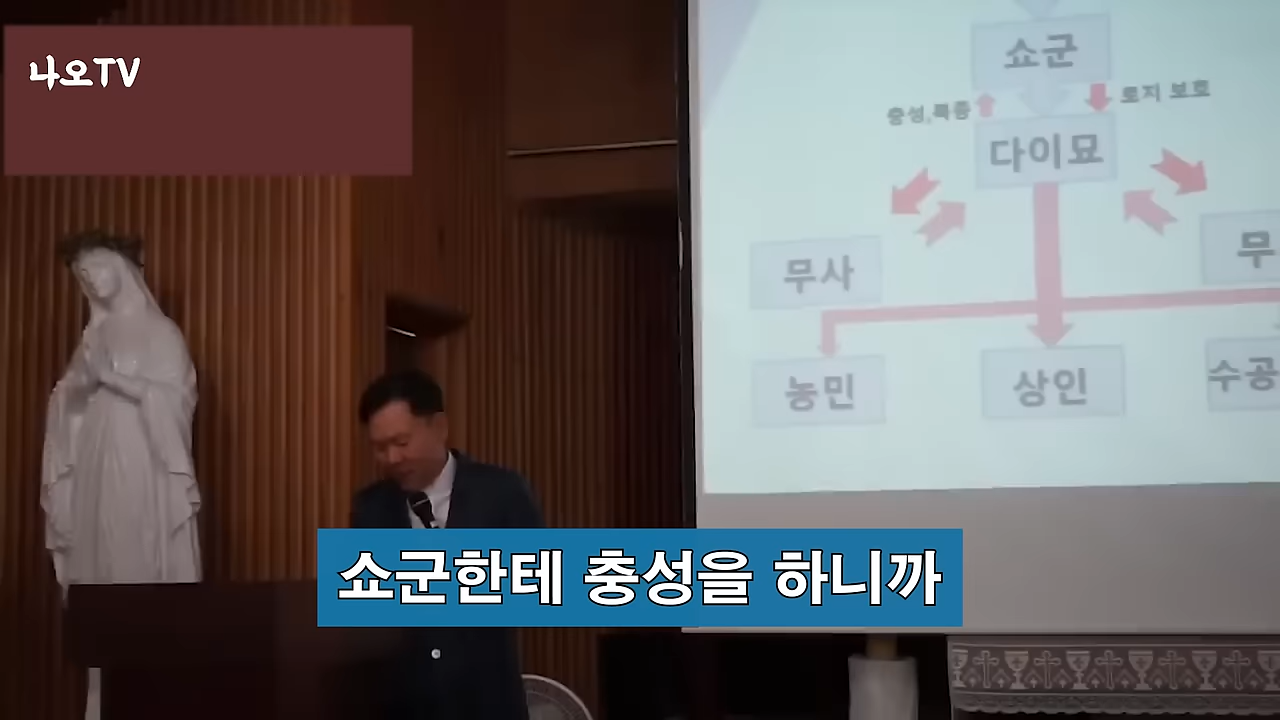 나오TV
쇼군
충성,복종
토지 보호
다이묘
무사
무
농민
상인
수공
쇼군한테 충성을 하니까